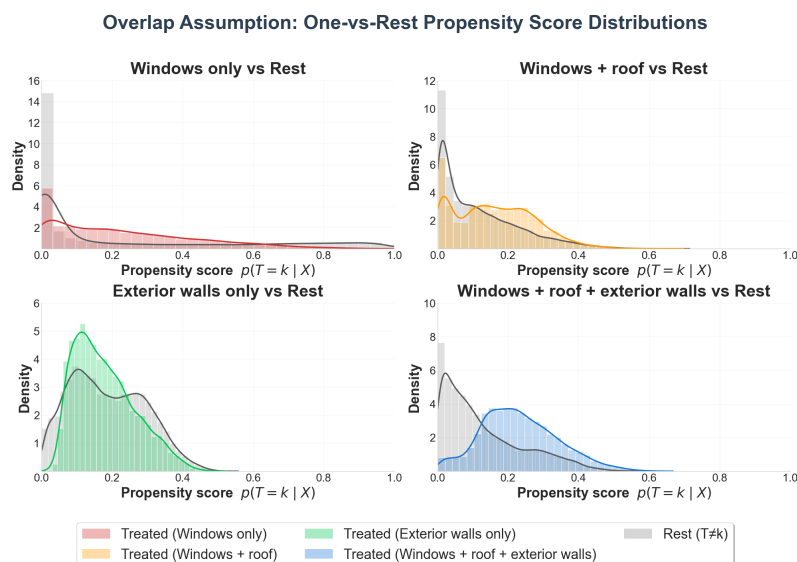 Overlap Assumption: One-vs-Rest Propensity Score Distributions
Windows only vs Rest
Density
16
14
12
10
8
6
4
2
0.0 0.2 0.4 0.6 0.8 1.0
Propensity score p(T = k | X)
Windows + roof vs Rest
Density
12
10
8
6
4
2
0.0 0.2 0.4 0.6 0.8 1.0
Propensity score p(T = k | X)
Exterior walls only vs Rest
Density
6
5
4
3
2
1
0.0 0.2 0.4 0.6 0.8 1.0
Propensity score p(T = k | X)
Windows + roof + exterior walls vs Rest
Density
10
8
6
4
2
0.0 0.2 0.4 0.6 0.8 1.0
Propensity score p(T = k | X)
Treated (Windows only) Treated (Exterior walls only) Rest (T≠k)
Treated (Windows + roof) Treated (Windows + roof + exterior walls)